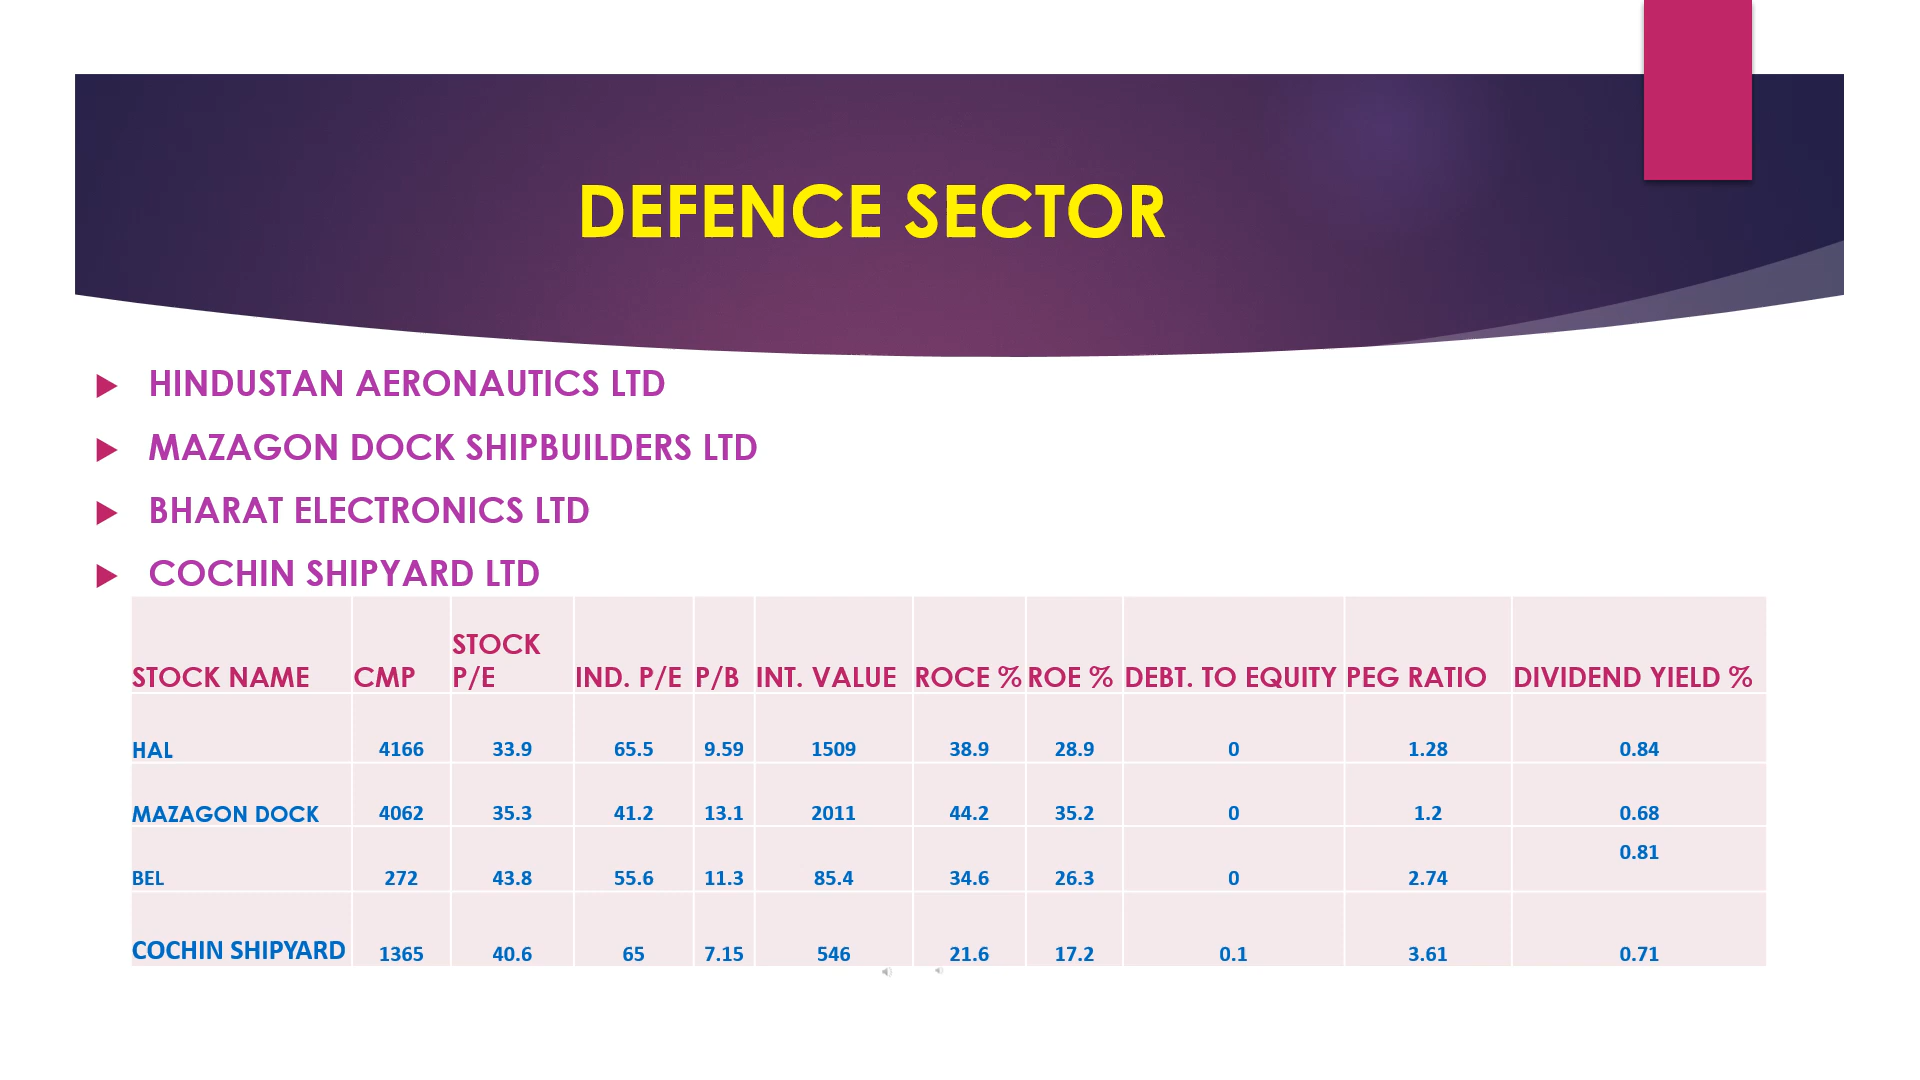 DEFENCE SECTOR
HINDUSTAN AERONAUTICS LTD
MAZAGON DOCK SHIPBUILDERS LTD
BHARAT ELECTRONICS LTD
COCHIN SHIPYARD LTD
STOCK NAME CMP STOCK P/E IND. P/E P/B INT. VALUE ROCE % ROE % DEBT. TO EQUITY PEG RATIO DIVIDEND YIELD %
HAL 4166 33.9 65.5 9.59 1509 38.9 28.9 0 1.28 0.84
MAZAGON DOCK 4062 35.3 41.2 13.1 2011 44.2 35.2 0 1.2 0.68
BEL 272 43.8 55.6 11.3 85.4 34.6 26.3 0 2.74 0.81
COCHIN SHIPYARD 1365 40.6 65 7.15 546 21.6 17.2 0.1 3.61 0.71